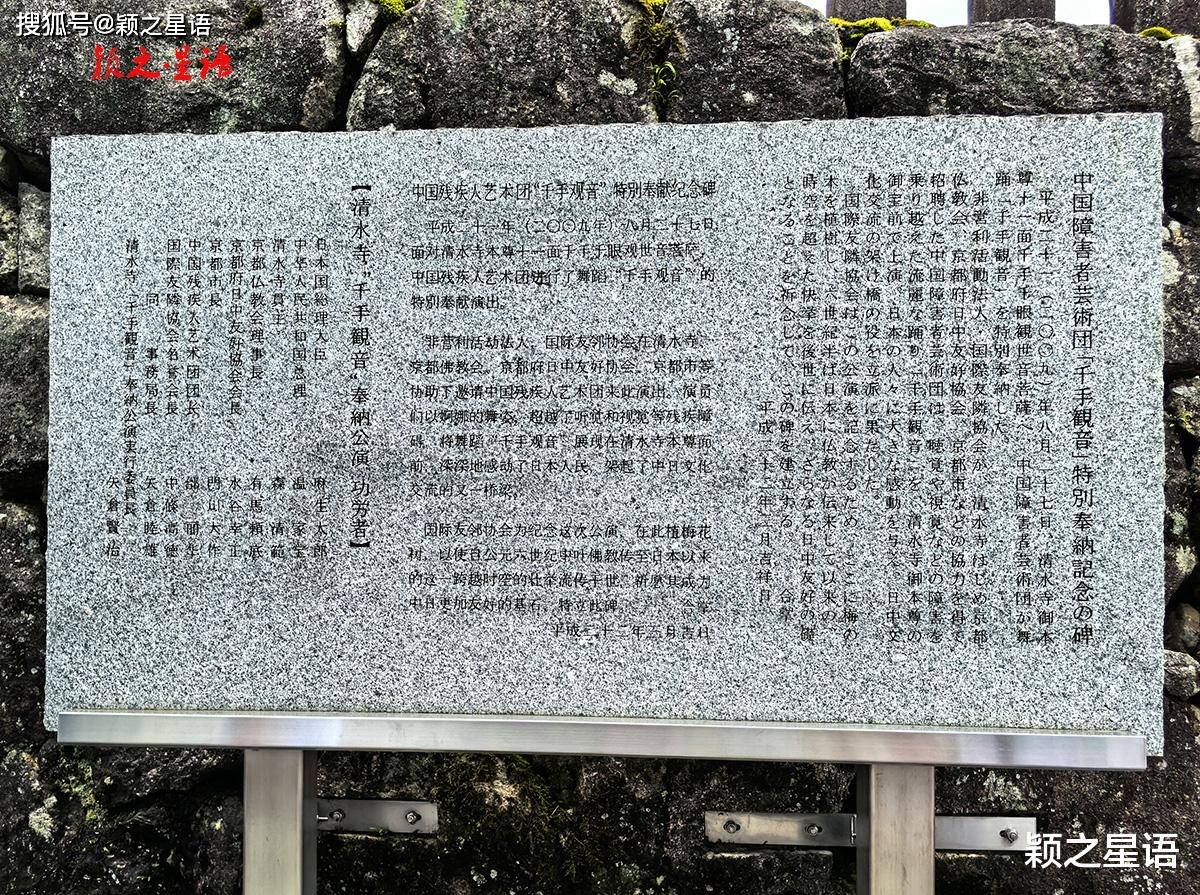 搜狐号@颖之星语
颖之星语
中国障害者芸術団「千手観音」特別奉納記念の碑
平成二十一(二〇〇九)年八月二十七日、清水寺御本
尊十一面千手千眼観世音菩薩へ、中国障害者芸術団が舞
踊「千手観音」を特別奉納した。
非営利活動法人、国際友隣協会が、清水寺はじめ京都
仏教会、京都府日中友好協会、京都市などの協力を得て
招聘した中国障害者芸術団は、聴覚や視覚などの障害を
乗り越えた流麗な踊り「千手観音」を、清水寺御本尊の
御宝前で上演。日本の人々に大きな感動を与え、日中文
化交流の架け橋の役を立派に果たした。
国際友隣協会はこの公演を記念するため、ここに梅の
木を植樹し、六世紀半ば日本に仏教が伝来して以来の、
時空を超えた快挙を後世に伝え、さらなる日中友好の礎
となることを祈念して、この碑を建立する。 合掌
平成二十二年二月吉祥日
中国残疾人艺术团“千手观音”特别奉献纪念碑
平成二十一年(二〇〇九年)八月二十七日
面对清水寺本尊十一面千手千眼观世音菩萨,
中国残疾人艺术团进行了舞蹈“千手观音”的
特别奉献演出。
非营利活动法人、国际友邻协会在清水寺、
京都佛教会、京都府日中友好协会、京都市等
协助下邀请中国残疾人艺术团来此演出。演员
们以婀娜的舞姿,超越了听觉和视觉等残疾障
碍,将舞蹈“千手观音”展现在清水寺本尊面
前,深深地感动了日本人民,架起了中日文化
交流的又一桥梁。
国际友邻协会为纪念这次公演,在此植梅花
树,以使自公元六世纪中叶佛教传至日本以来
的这一跨越时空的壮举流传于世。祈愿其成为
中日更加友好的基石,特立此碑。 合掌
平成二十二年二月吉日
【清水寺“千手観音”奉納公演 功労者】
日本国総理大臣 麻生太郎
中华人民共和国总理 温家宝
清水寺貫主 森清範
京都仏教会理事長 有馬頼底
京都府日中友好協会会長 水谷幸正
京都市長 門川大作
中国残疾人艺术团团长
国際友隣協会名誉会長 中條高德
同 事務局長 矢倉睦雄
清水寺「千手観音」奉納公演実行委員長 矢倉賢治
颖之星语